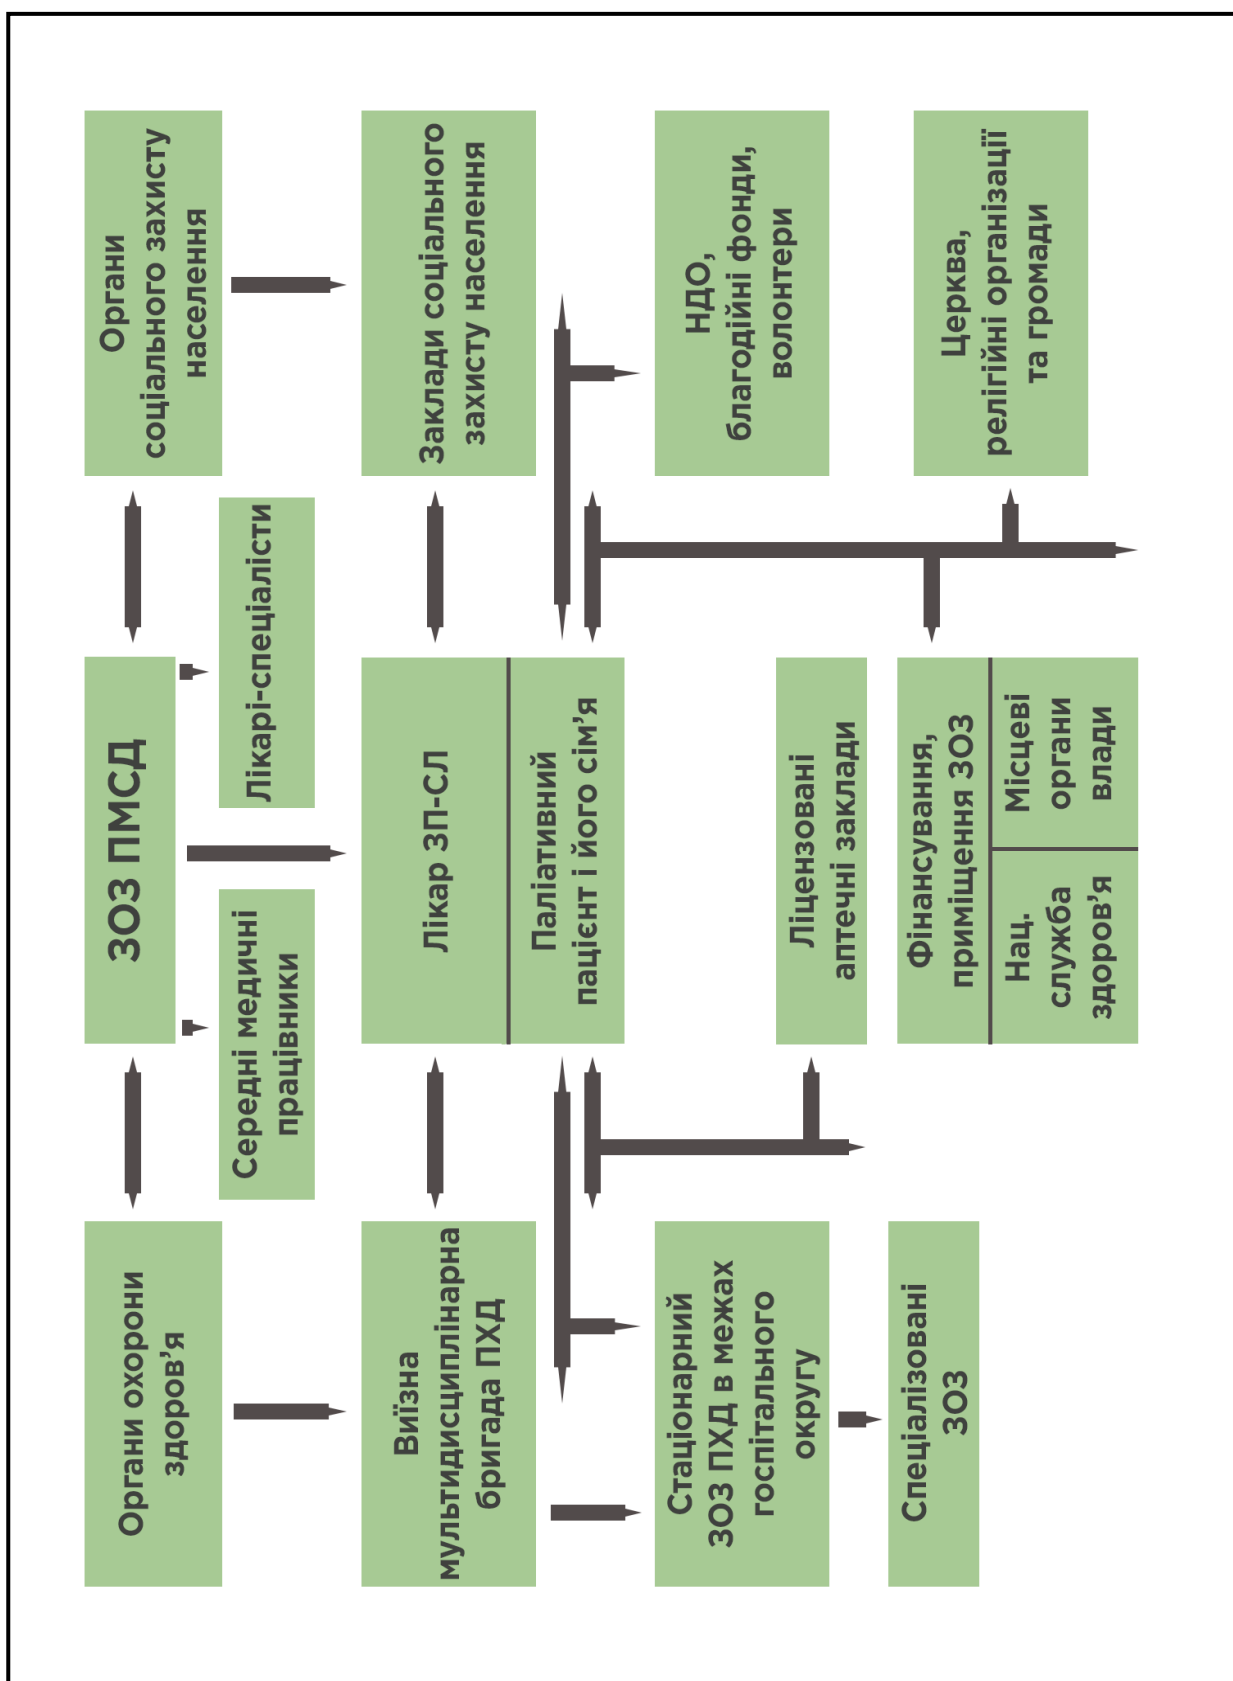 Органи охорони
здоров’я
ЗОЗ ПМСД
Органи
соціального захисту
населення
Середні медичні
працівники
Лікарі-спеціалісти
Виїзна
мультидисциплінарна
бригада ПХД
Лікар ЗП-СЛ
Паліативний
пацієнт і його сім’я
Заклади соціального
захисту населення
Стаціонарний
ЗОЗ ПХД в межах
госпітального
округу
Ліцензовані
аптечні заклади
НДО,
благодійні фонди,
волонтери
Спеціалізовані
ЗОЗ
Фінансування,
приміщення ЗОЗ
Нац.
служба
здоров’я
Місцеві
органи
влади
Церква,
релігійні організації
та громади